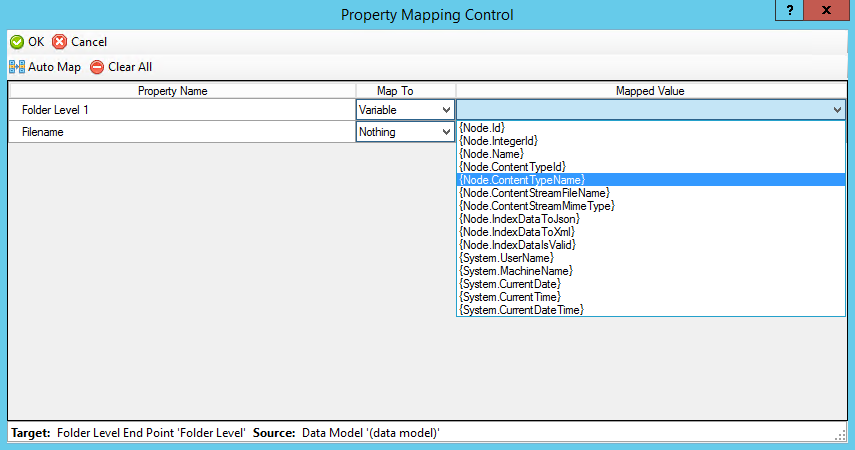 Property Mapping Control
? X
OK Cancel
Auto Map Clear All
Property Name Map To Mapped Value
Folder Level 1 Variable
Filename Nothing
{Node.Id}
{Node.IntegerId}
{Node.Name}
{Node.ContentTypeId}
{Node.ContentTypeName}
{Node.ContentStreamFileName}
{Node.ContentStreamMimeType}
{Node.IndexDataToJson}
{Node.IndexDataToXml}
{Node.IndexDataIsValid}
{System.UserName}
{System.MachineName}
{System.CurrentDate}
{System.CurrentTime}
{System.CurrentDateTime}
Target: Folder Level End Point 'Folder Level' Source: Data Model '(data model)'